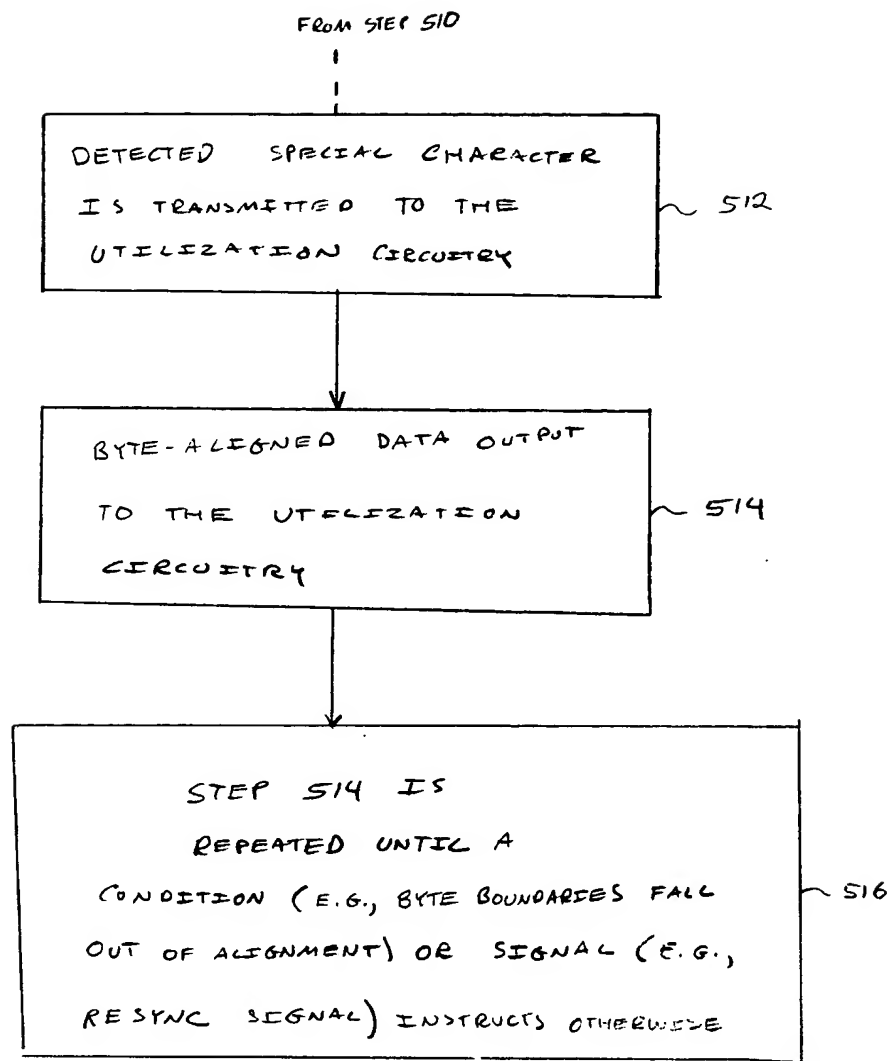 FROM STEP 510
DETECTED SPECIAL CHARACTER
IS TRANSMITTED TO THE
UTILIZATION CIRCUITRY
512
BYTE-ALIGNED DATA OUTPUT
TO THE UTILIZATION
CIRCUITRY
514
STEP 514 IS
REPEATED UNTIL A
CONDITION (E.G., BYTE BOUNDARIES FALL
OUT OF ALIGNMENT) OR SIGNAL (E.G.,
RESYNC SIGNAL) INSTRUCTS OTHERWISE
516